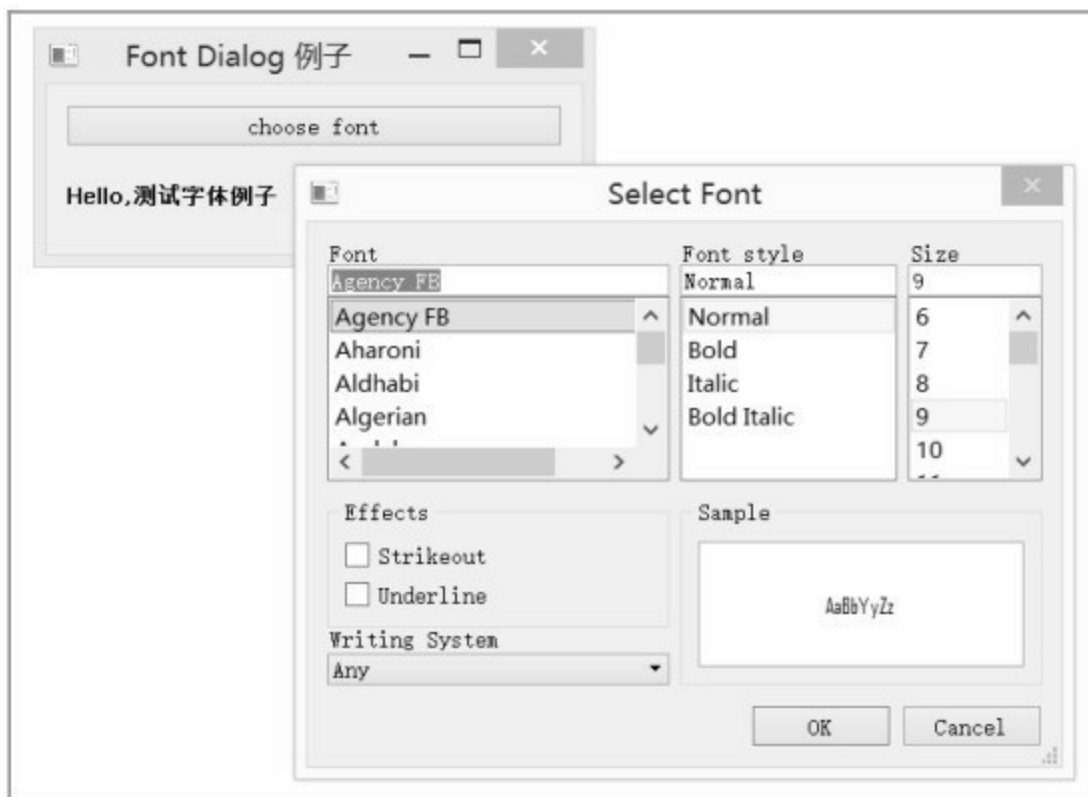 Font Dialog 例子
choose font
Hello,测试字体例子
Select Font
Font
Font style
Size
Agency FB
Normal
9
Agency FB
Normal
6
Aharoni
Bold
7
Aldhabi
Italic
8
Algerian
Bold Italic
9
10
Effects
Sample
Strikeout
Underline
AaBbYyZz
Writing System
Any
OK
Cancel